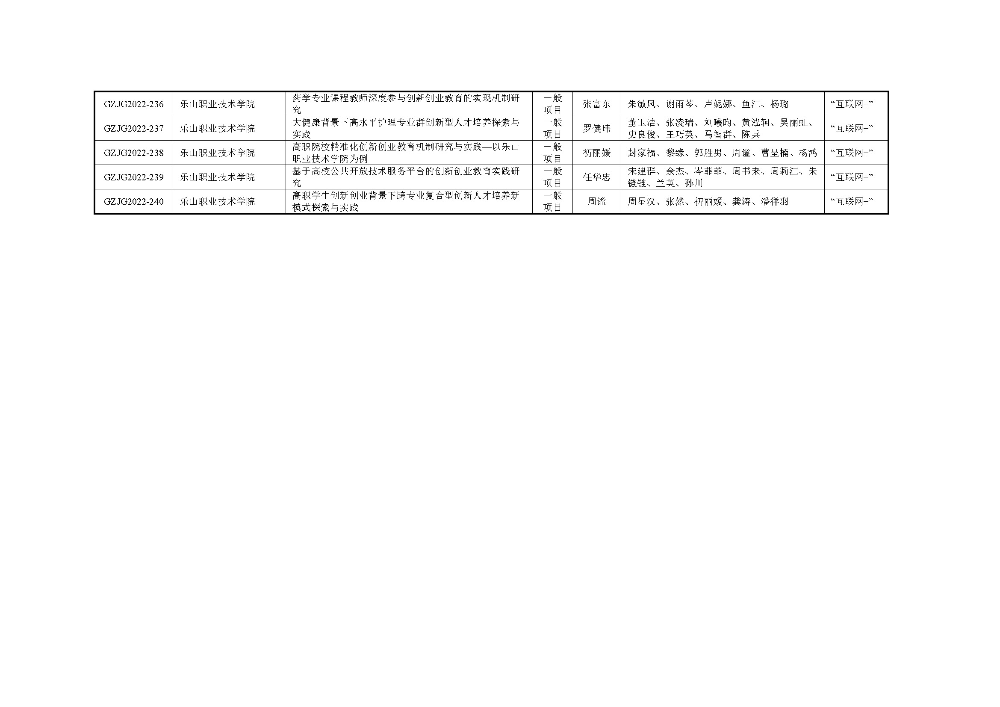 GZJG2022-236 乐山职业技术学院 药学专业课程教师深度参与创新创业教育的实现机制研
究
一般
项目
张富东 朱敏凤、谢雨芩、卢妮娜、鱼江、杨璐 “互联网+”
GZJG2022-237 乐山职业技术学院 大健康背景下高水平护理专业群创新型人才培养探索与
实践
一般
项目
罗健玮 董玉洁、张凌瑞、刘曦昀、黄泓轲、吴丽虹、
史良俊、王巧英、马智群、陈兵
“互联网+”
GZJG2022-238 乐山职业技术学院 高职院校精准化创新创业教育机制研究与实践—以乐山
职业技术学院为例
一般
项目
初丽媛 封家福、黎缘、郭胜男、周谧、曹呈楠、杨鸿 “互联网+”
GZJG2022-239 乐山职业技术学院 基于高校公共开放技术服务平台的创新创业教育实践研
究
一般
项目
任华忠 宋建群、余杰、岑菲菲、周书来、周莉江、朱
链链、兰英、孙川
“互联网+”
GZJG2022-240 乐山职业技术学院 高职学生创新创业背景下跨专业复合型创新人才培养新
模式探索与实践
一般
项目
周谧 周星汉、张然、初丽媛、龚涛、潘徉羽 “互联网+”